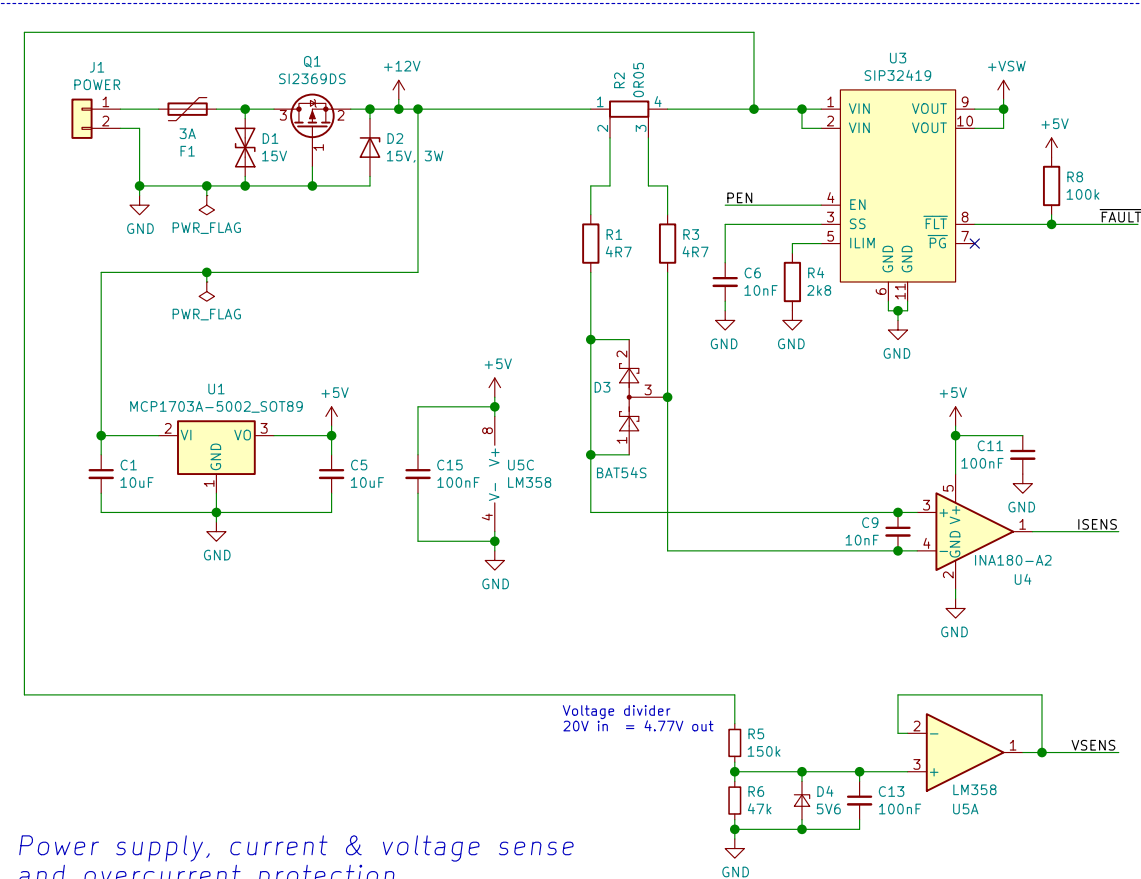 J1
POWER
1
2
3A
F1
D1
15V
Q1
SI2369DS
3
2
1
+12V
D2
15V, 3W
GND
PWR_FLAG
PWR_FLAG
R2
0R05
1
4
2
3
R1
4R7
R3
4R7
U3
SIP32419
1
VIN
2
VIN
4
EN
3
SS
5
ILIM
VOUT
9
VOUT
10
FLT
8
PG
7
GND
GND
6
11
GND
PEN
C6
10nF
GND
R4
2k8
GND
+VSW
+5V
R8
100k
FAULT
U1
MCP1703A-5002_SOT89
2
VI
VO
3
GND
1
C1
10uF
+5V
C5
10uF
GND
+5V
C15
100nF
8
V+
V-
4
U5C
LM358
GND
D3
2
3
1
BAT54S
+5V
C11
100nF
GND
C9
10nF
3
+
4
-
5
V+
GND
2
1
ISENS
INA180-A2
U4
GND
Voltage divider
20V in = 4.77V out
R5
150k
R6
47k
D4
5V6
C13
100nF
GND
2
-
3
+
1
VSENS
LM358
U5A
Power supply, current & voltage sense
and overcurrent protection